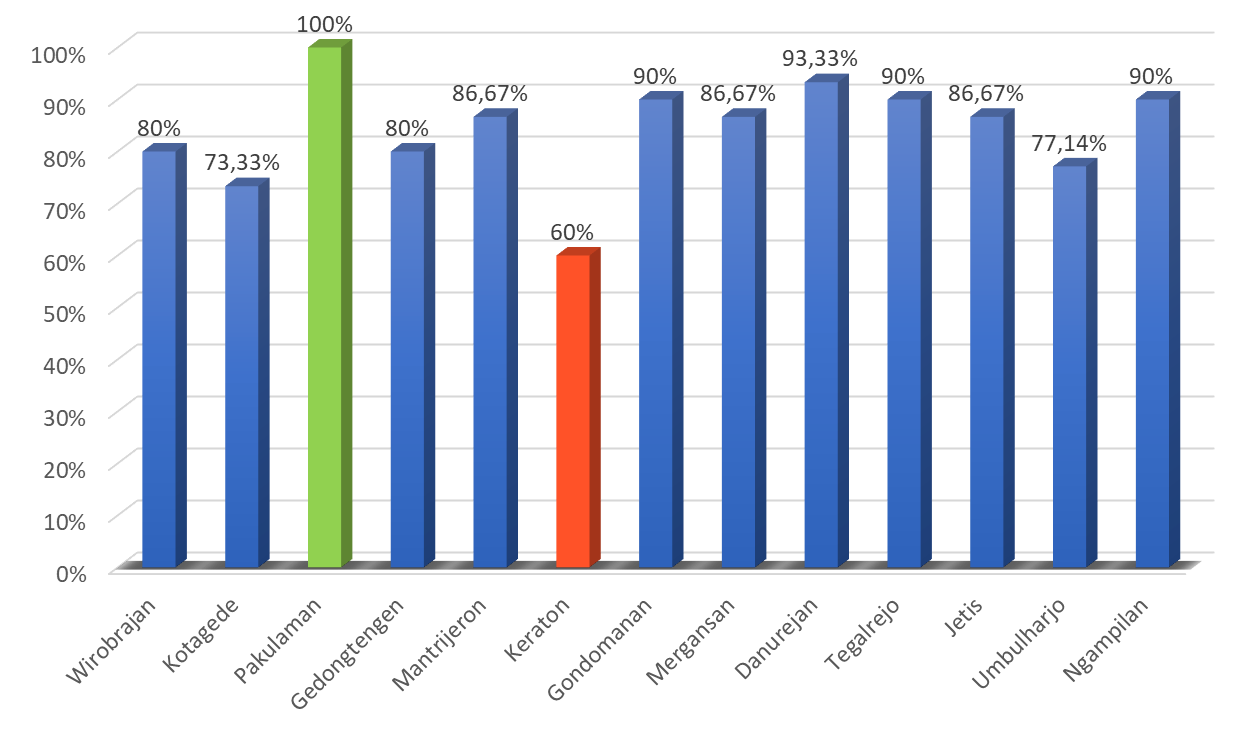 100%
90%
80%
70%
60%
50%
40%
30%
20%
10%
0%
80%
73,33%
100%
80%
86,67%
60%
90%
86,67%
93,33%
90%
86,67%
77,14%
90%
Wirobrajan
Kotagede
Pakulaman
Gedongtengen
Mantrijeron
Keraton
Gondomanan
Mergansan
Danurejan
Tegalrejo
Jetis
Umbulharjo
Ngampilan